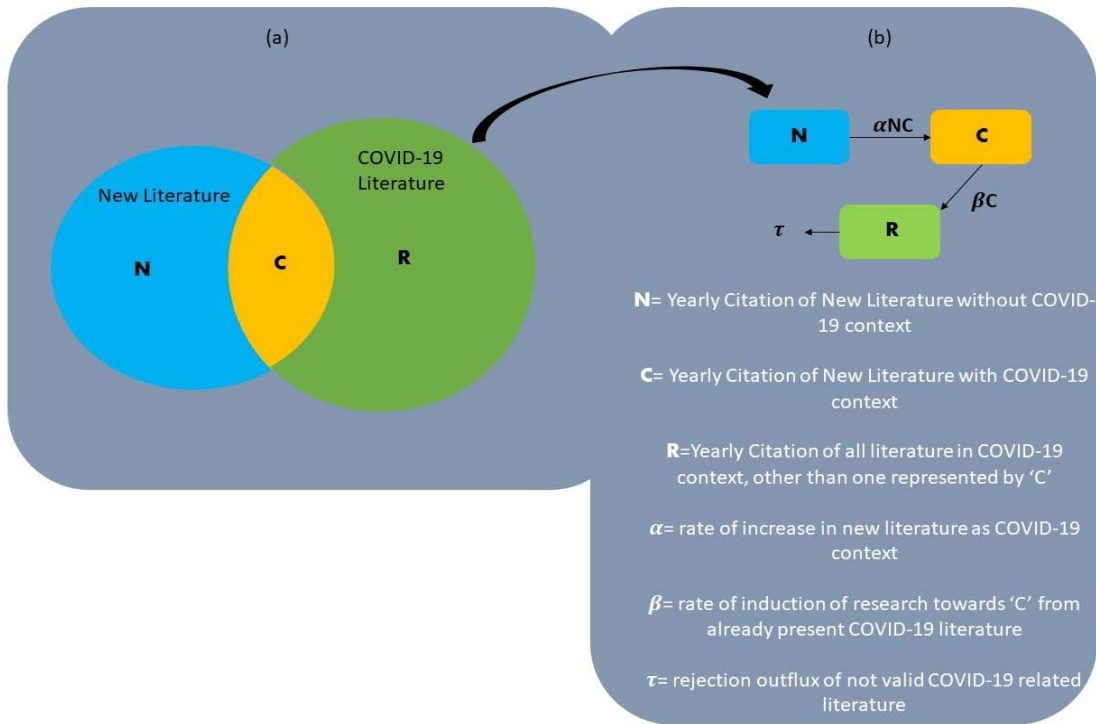 (a)
New Literature
COVID-19
Literature
N
C
R
(b)
N
αNC
C
βC
R
τ
N= Yearly Citation of New Literature without COVID-
19 context
C= Yearly Citation of New Literature with COVID-19
context
R=Yearly Citation of all literature in COVID-19
context, other than one represented by ‘C’
α= rate of increase in new literature as COVID-19
context
β= rate of induction of research towards ‘C’ from
already present COVID-19 literature
τ= rejection outflux of not valid COVID-19 related
literature